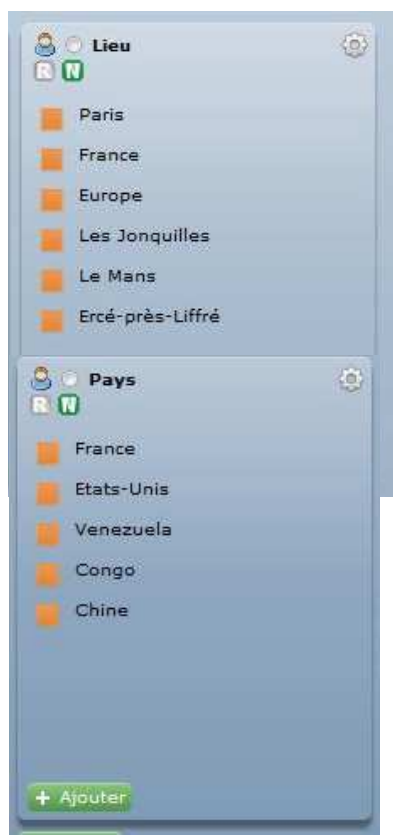 Lieu
R N
Paris
France
Europe
Les Jonquilles
Le Mans
Ercé-près-Liffré
Pays
R N
France
Etats-Unis
Venezuela
Congo
Chine
+ Ajouter